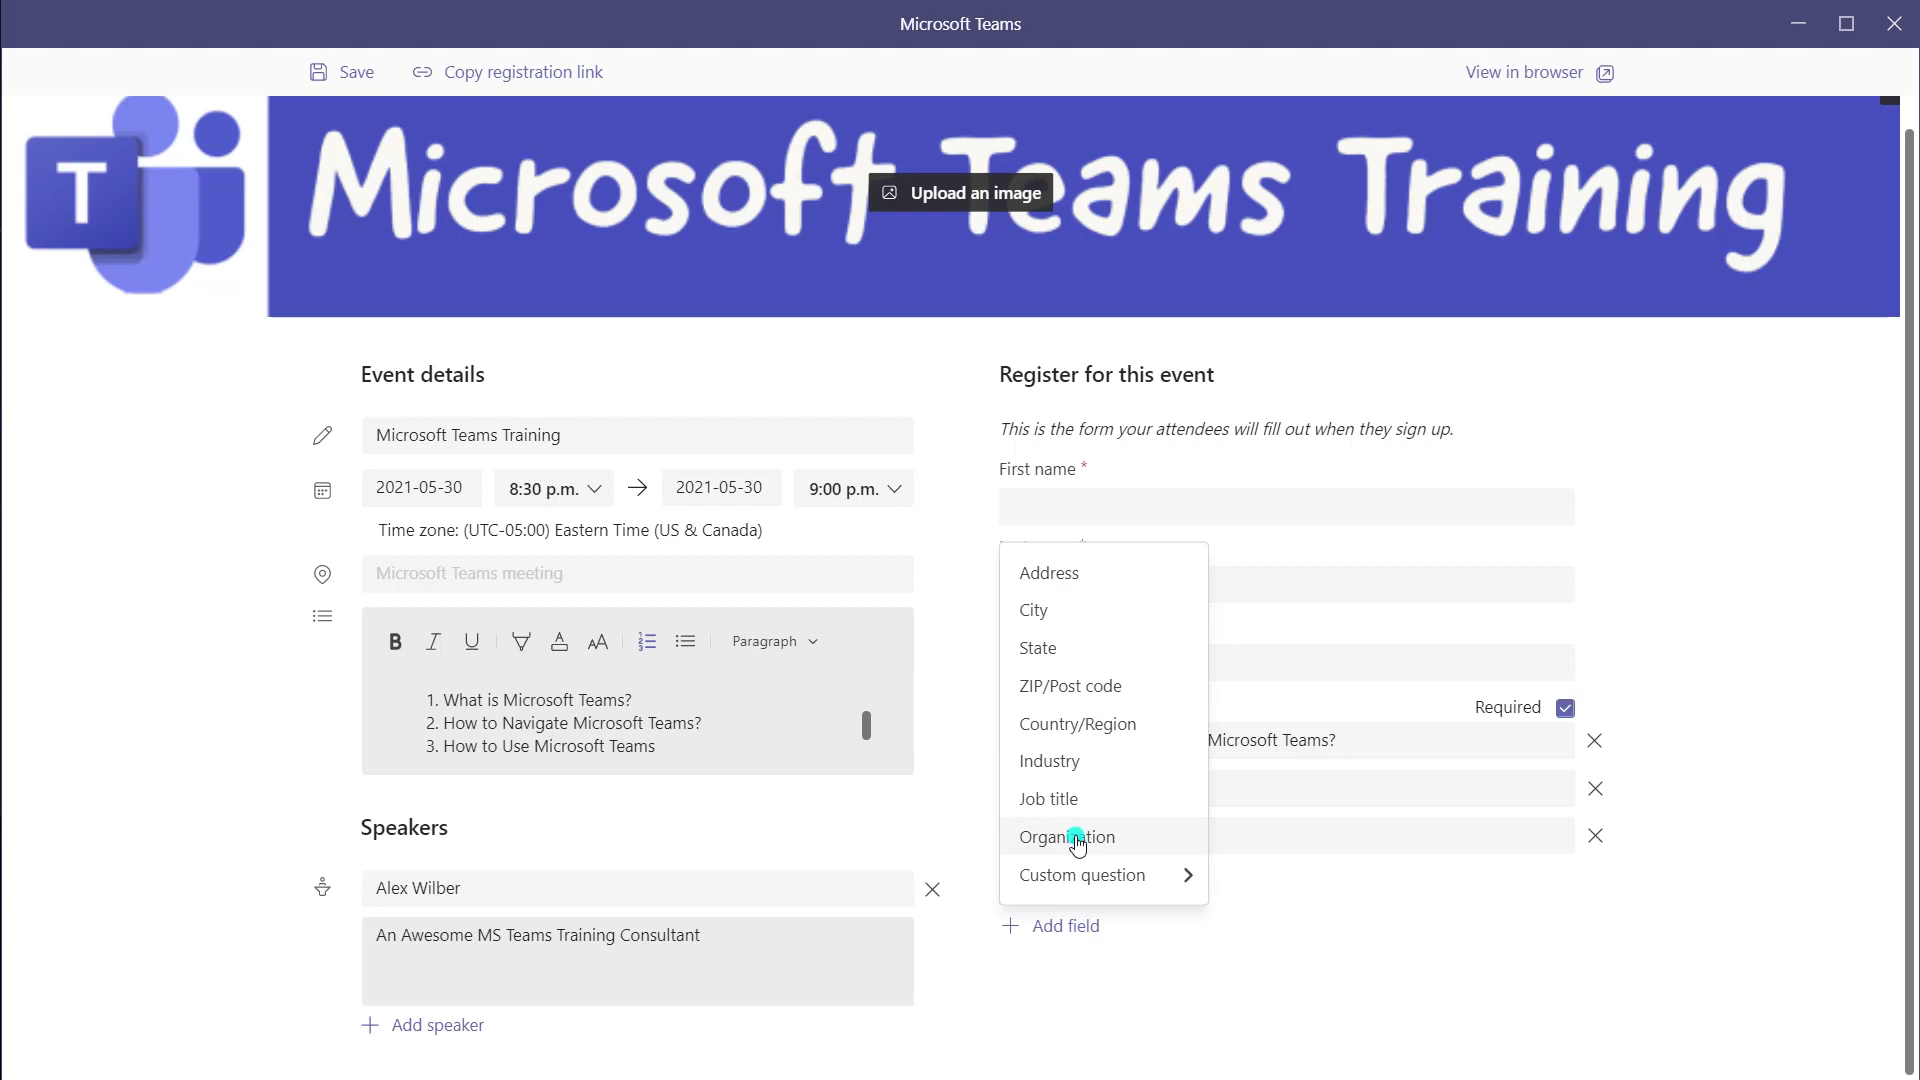 Microsoft Teams
Save
Copy registration link
View in browser
T
Microsoft Teams Training
Upload an image
Event details
Microsoft Teams Training
2021-05-30
8:30 p.m.
2021-05-30
9:00 p.m.
Time zone: (UTC-05:00) Eastern Time (US & Canada)
Microsoft Teams meeting
B I U A AA Paragraph
1. What is Microsoft Teams?
2. How to Navigate Microsoft Teams?
3. How to Use Microsoft Teams
Speakers
Alex Wilber
An Awesome MS Teams Training Consultant
+ Add speaker
Register for this event
This is the form your attendees will fill out when they sign up.
First name *
Address
City
State
ZIP/Post code
Country/Region
Industry
Job title
Organization
Custom question
Required
Microsoft Teams?
+ Add field